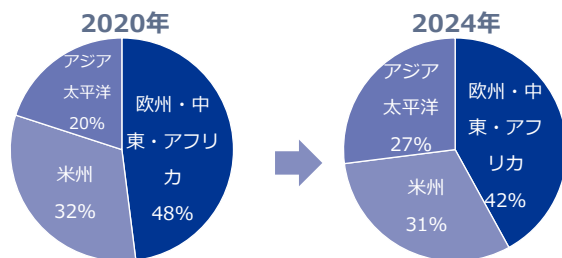 2020年
アジア
太平洋
20%
欧州・中
東・アフリ
カ
48%
米州
32%
2024年
アジア
太平洋
27%
欧州・中
東・アフ
リカ
42%
米州
31%